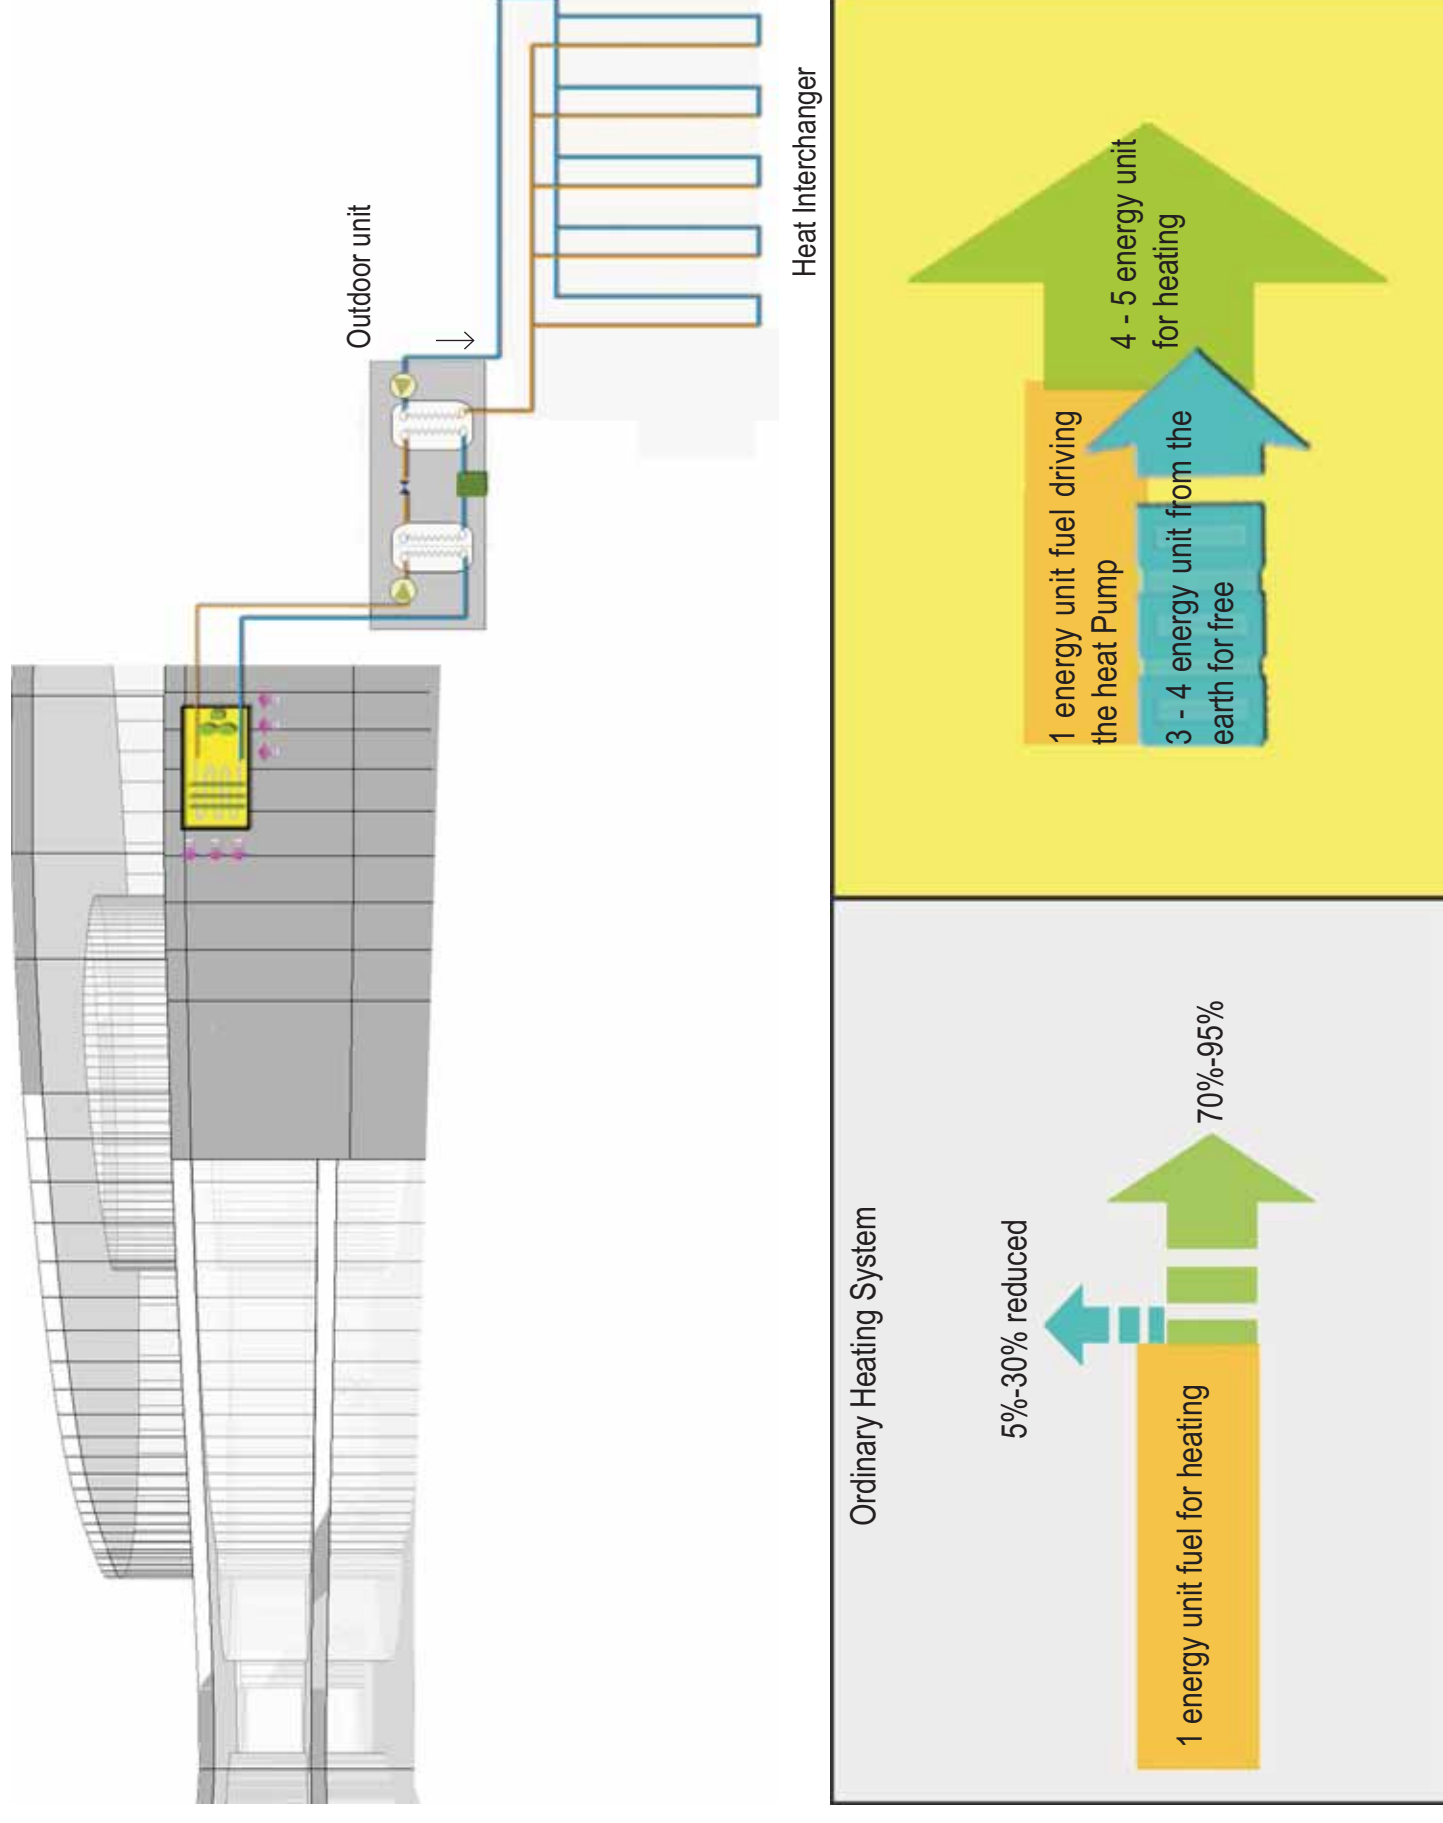 Outdoor unit
Heat Interchanger
Ordinary Heating System
5%-30% reduced
70%-95%
1 energy unit fuel for heating
1 energy unit fuel driving
the heat Pump
3 - 4 energy unit from the
earth for free
4 - 5 energy unit
for heating